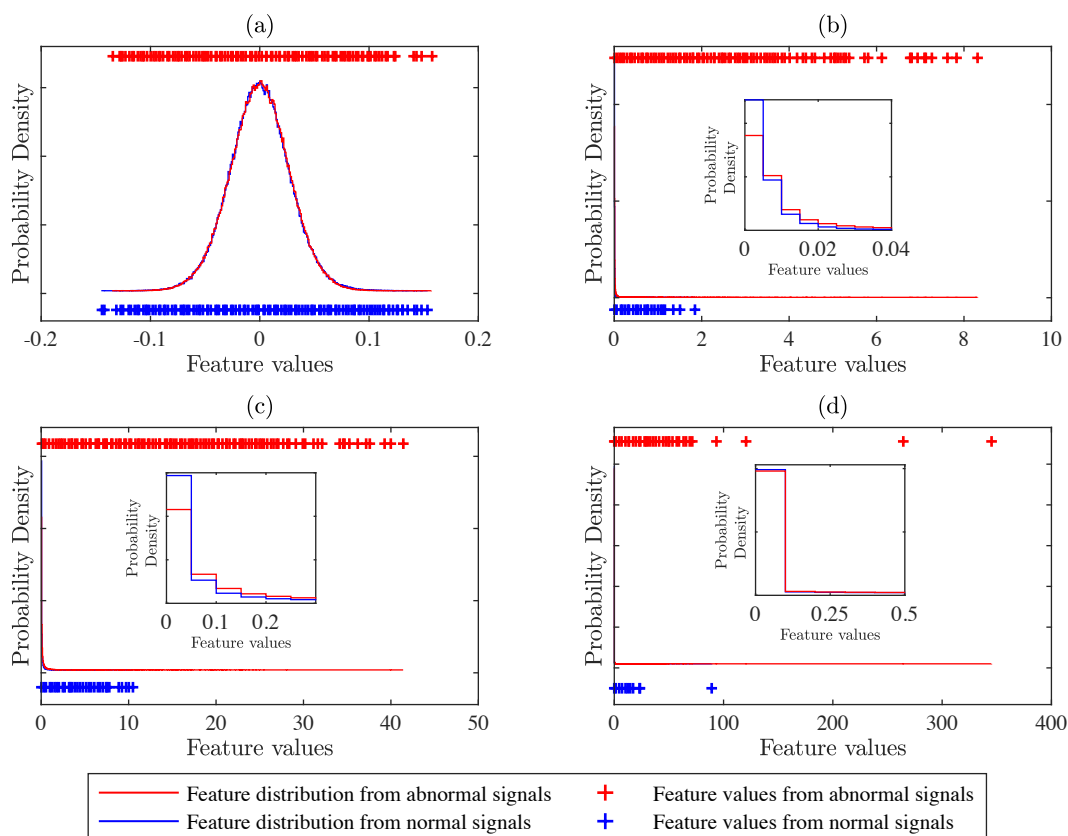 (a)
Probability Density
-0.2 -0.1 0 0.1 0.2
Feature values
(b)
Probability Density
Probability
Density
0 0.02 0.04
Feature values
0 2 4 6 8 10
Feature values
(c)
Probability Density
Probability
Density
0 0.1 0.2
Feature values
0 10 20 30 40 50
Feature values
(d)
Probability Density
Probability
Density
0 0.25 0.5
Feature values
0 100 200 300 400
Feature values
Feature distribution from abnormal signals
Feature values from abnormal signals
Feature distribution from normal signals
Feature values from normal signals